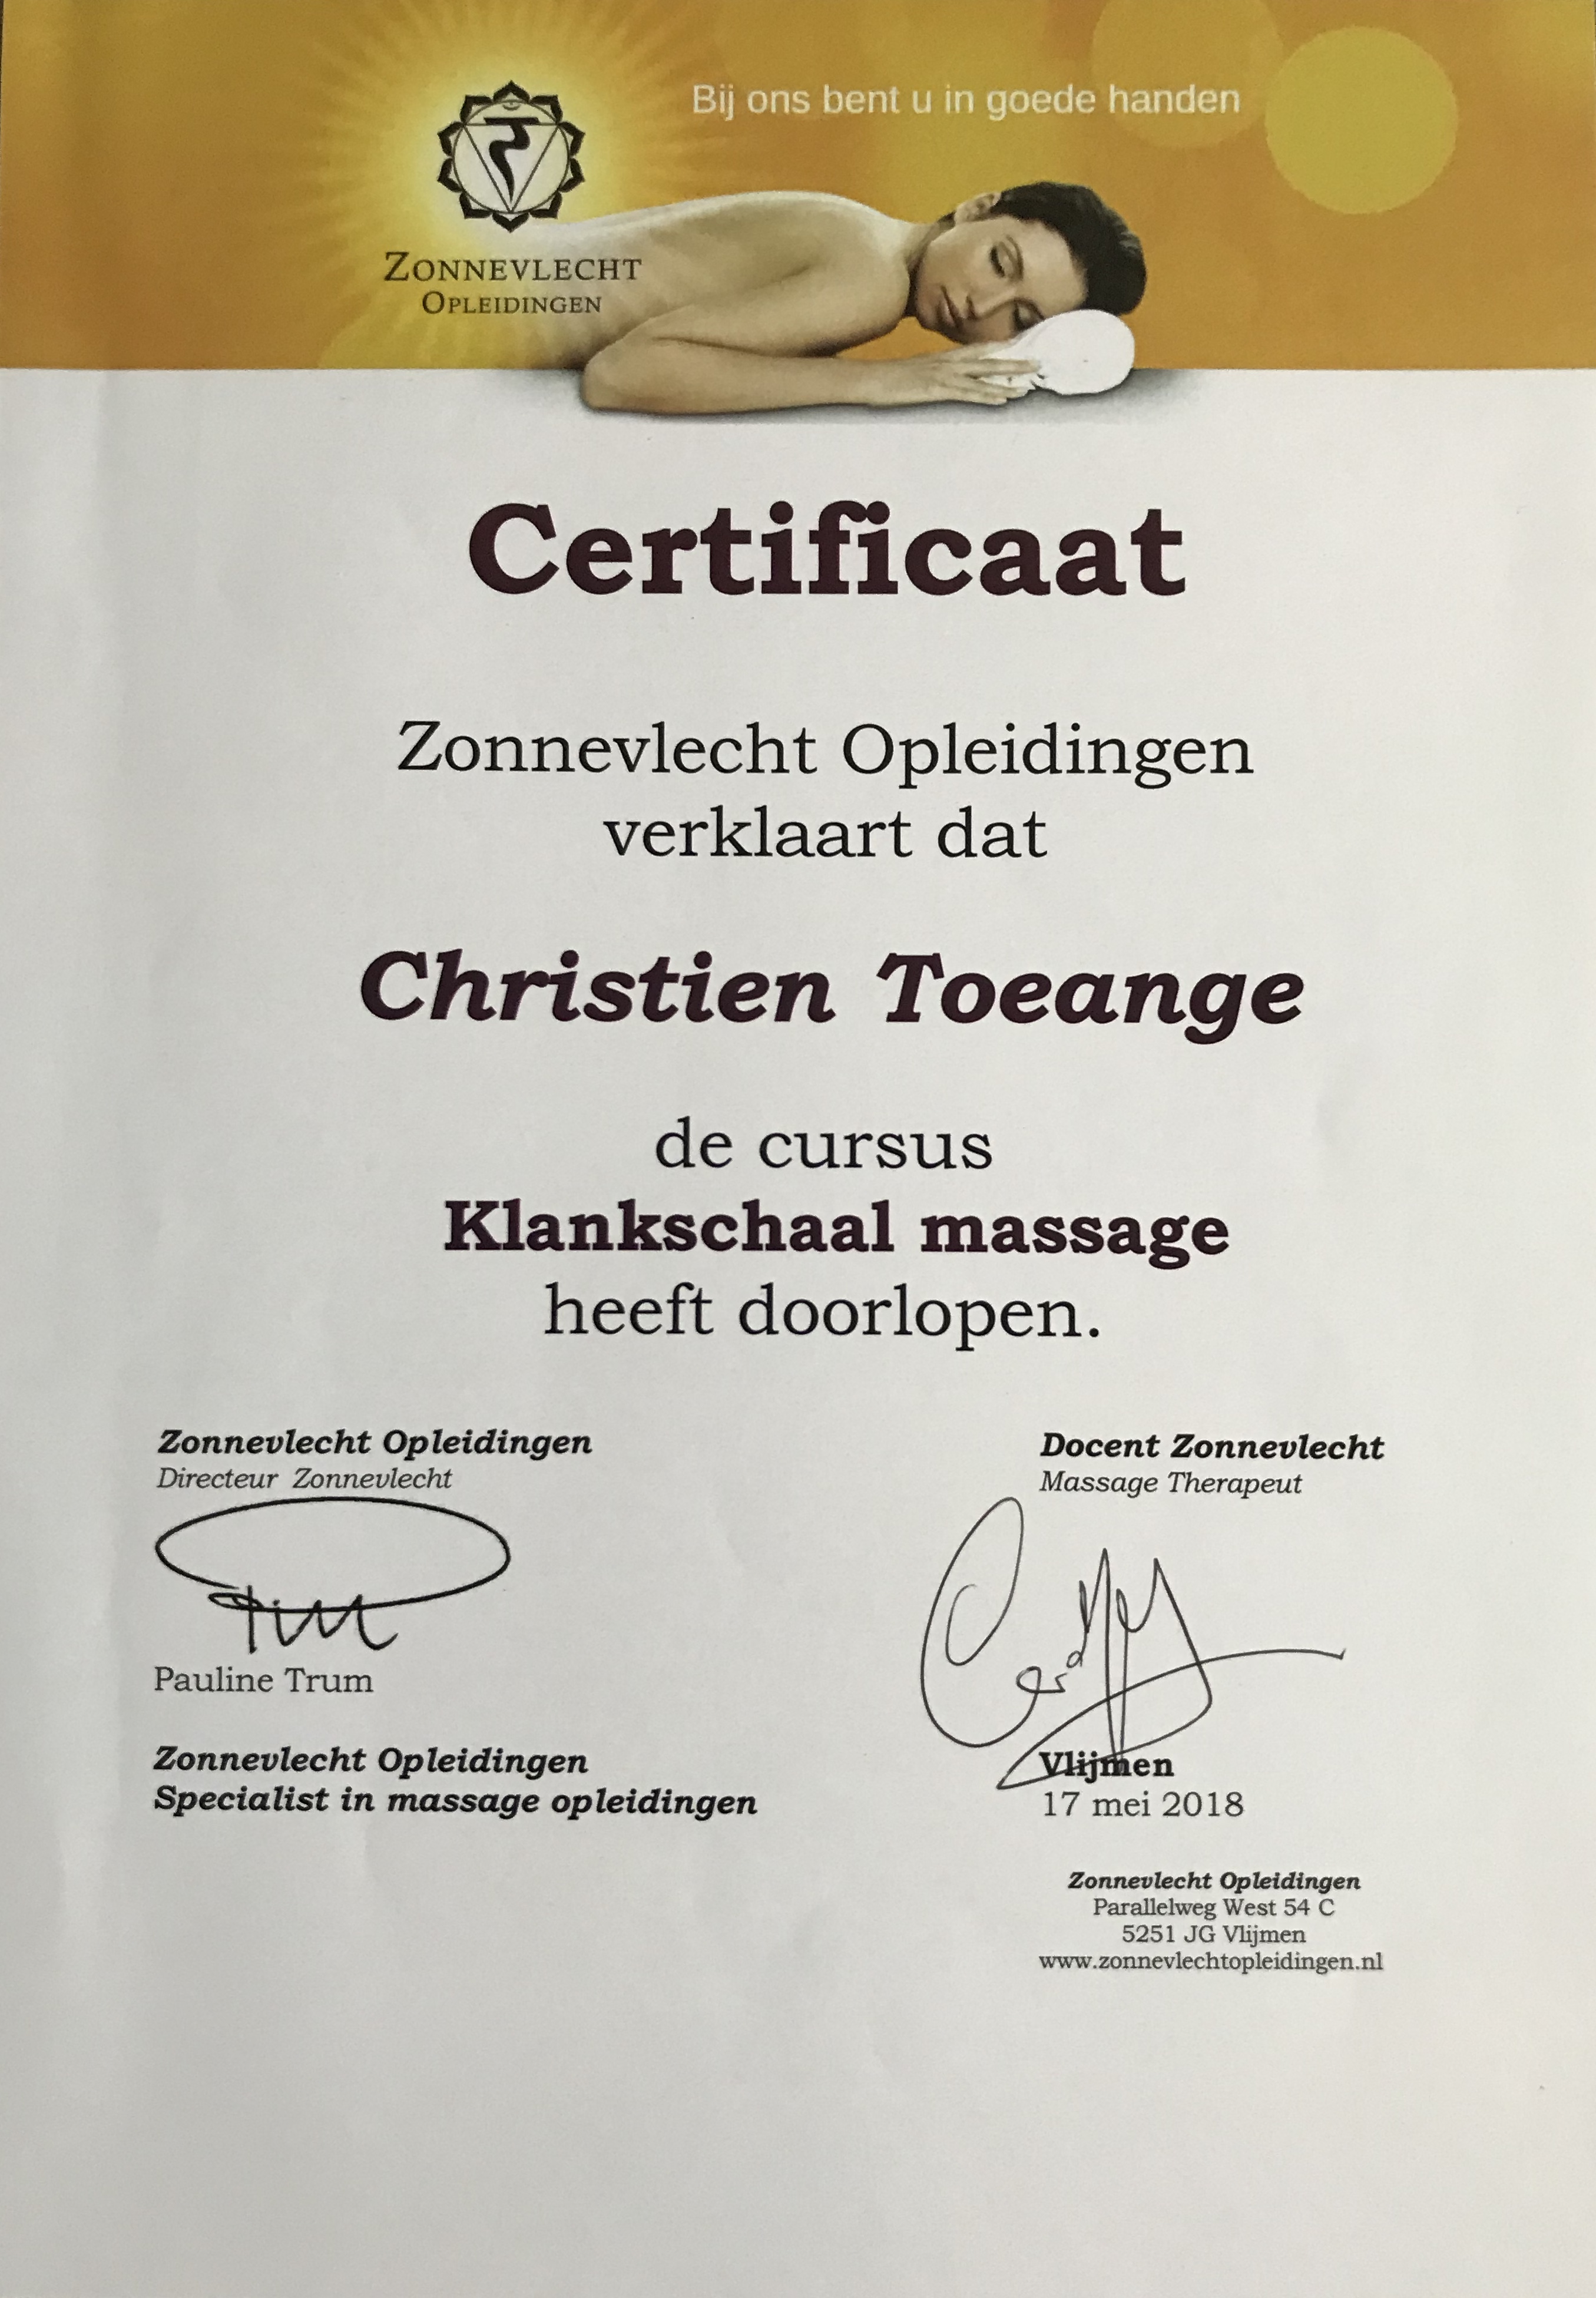 Bij ons bent u in goede handen
ZONNEVLECHT
OPLEIDINGEN
Certificaat
Zonnevlecht Opleidingen
verklaart dat
Christien Toeange
de cursus
Klankschaal massage
heeft doorlopen.
Zonnevlecht Opleidingen
Directeur Zonnevlecht
Pauline Trum
Zonnevlecht Opleidingen
Specialist in massage opleidingen
Docent Zonnevlecht
Massage Therapeut
Vlijmen
17 mei 2018
Zonnevlecht Opleidingen
Parallelweg West 54 C
5251 JG Vlijmen
www.zonnevlechtopleidingen.nl